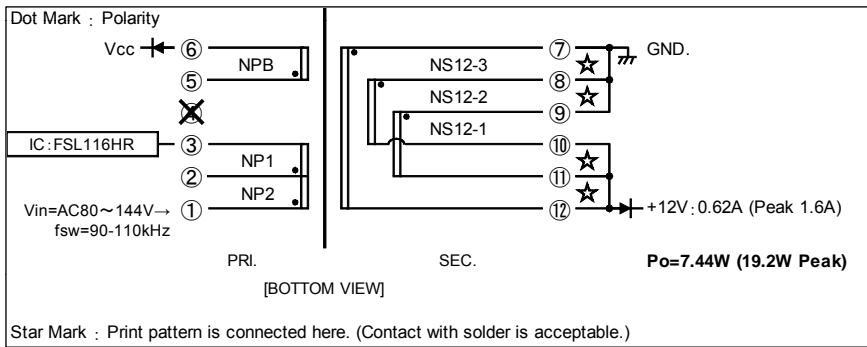 Dot Mark : Polarity
Vcc ⑥ ⑦ GND.
NPB NS12-3
⑤ ⑧
NS12-2
④ ⑨
NS12-1
IC:FSL116HR ③ ⑩
NP1
② ⑪
NP2
Vin=AC80～144V→ ① ⑫ +12V:0.62A (Peak 1.6A)
fsw=90-110kHz
PRI. SEC. Po=7.44W (19.2W Peak)
[BOTTOM VIEW]
Star Mark : Print pattern is connected here. (Contact with solder is acceptable.)